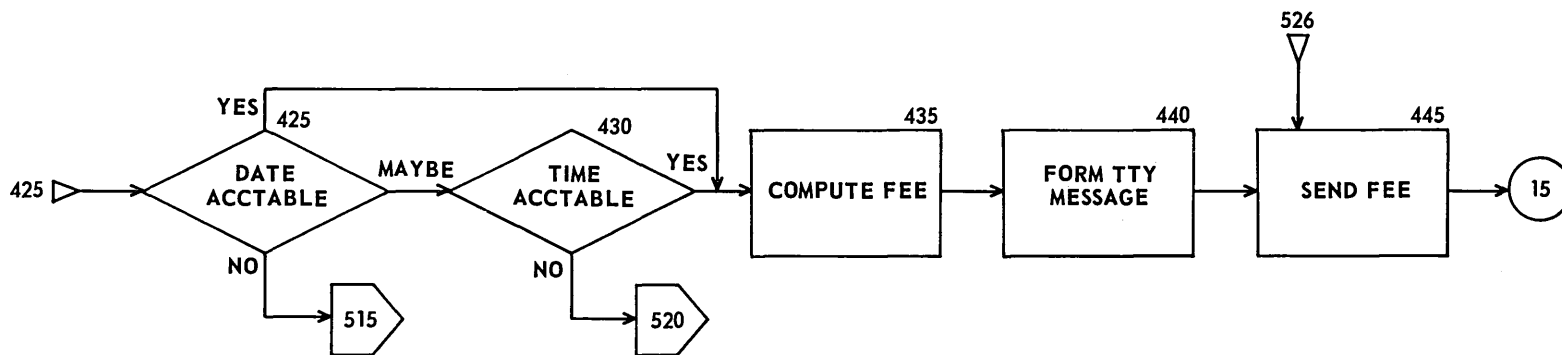 526
YES
425
430
435
440
445
425
DATE
ACCTABLE
MAYBE
TIME
ACCTABLE
YES
COMPUTE FEE
FORM TTY
MESSAGE
SEND FEE
15
NO
NO
515
520